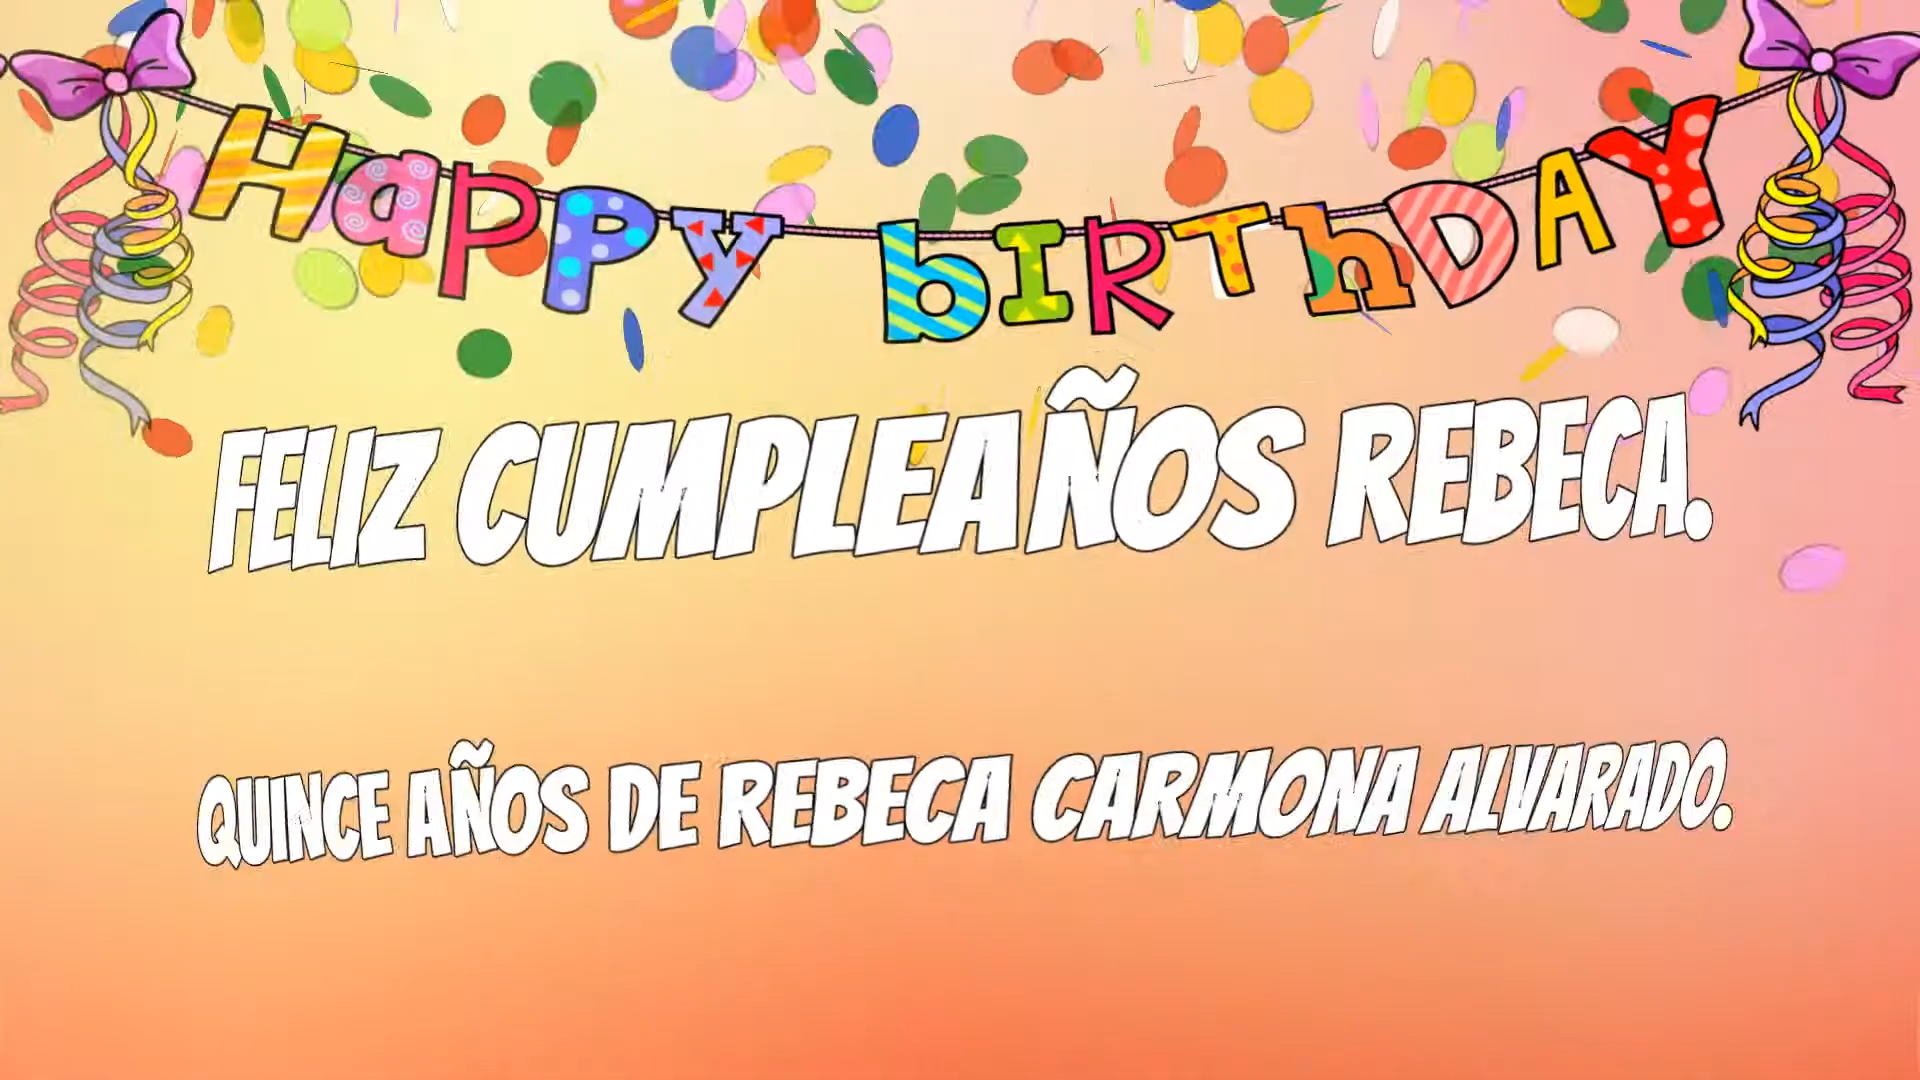 Happy bIRThDAY
FELIZ CUMPLEAÑOS REBECA.
QUINCE AÑOS DE REBECA CARMONA ALVARADO.